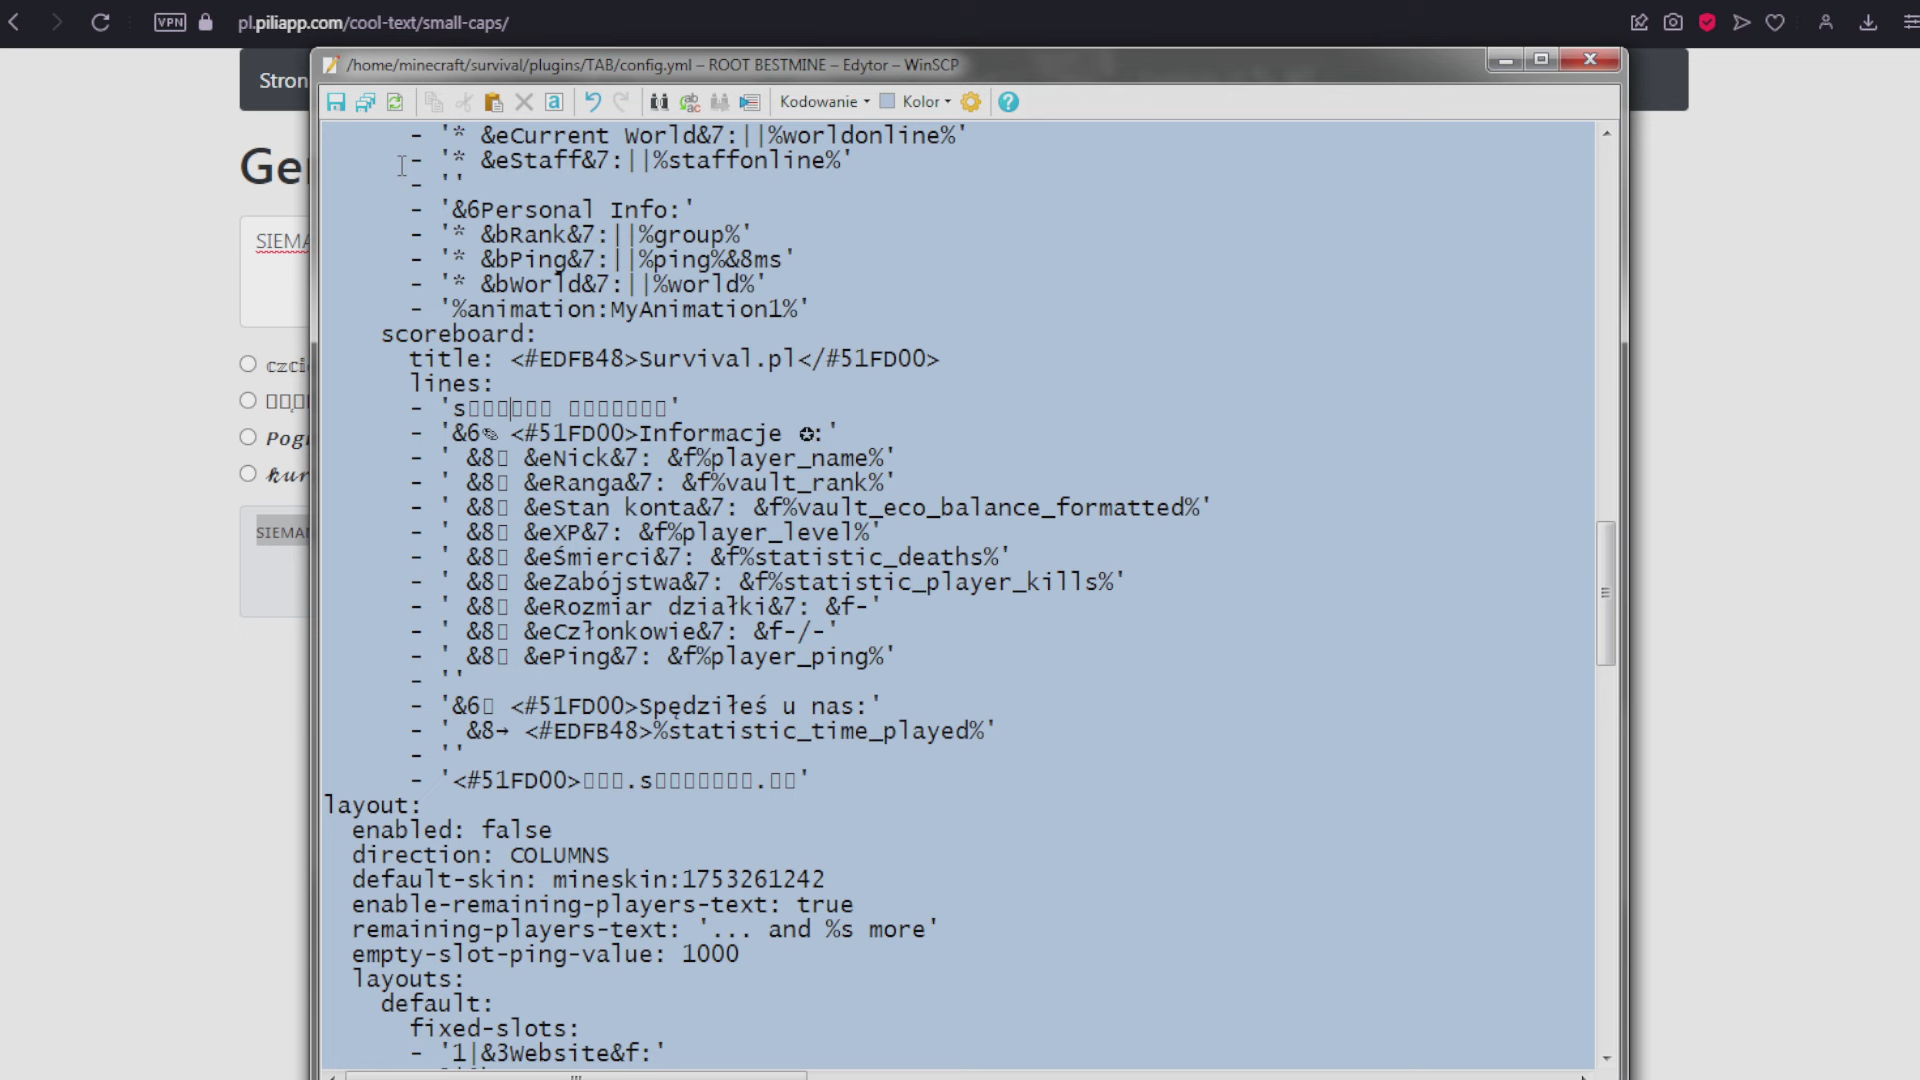 pl.piliapp.com/cool-text/small-caps/
VPN
/home/minecraft/survival/plugins/TAB/config.yml – ROOT BESTMINE – Edytor – WinSCP
Kodowanie
Kolor
- '* &eCurrent World&7:||%worldonline%'
- '* &eStaff&7:||%staffonline%'
- ''
- '&6Personal Info:'
- '* &bRank&7:||%group%'
- '* &bPing&7:||%ping%&8ms'
- '* &bWorld&7:||%world%'
- '%animation:MyAnimation1%'
scoreboard:
title: <#EDFB48>Survival.pl</#51FD00>
lines:
- 's▯▯▯▯▯▯ ▯▯▯▯▯▯▯'
- '&6✎ <#51FD00>Informacje ✪:'
- ' &8▯ &eNick&7: &f%player_name%'
- ' &8▯ &eRanga&7: &f%vault_rank%'
- ' &8▯ &eStan konta&7: &f%vault_eco_balance_formatted%'
- ' &8▯ &eXP&7: &f%player_level%'
- ' &8▯ &eŚmierci&7: &f%statistic_deaths%'
- ' &8▯ &eZabójstwa&7: &f%statistic_player_kills%'
- ' &8▯ &eRozmiar działki&7: &f-'
- ' &8▯ &eCzłonkowie&7: &f-/-'
- ' &8▯ &ePing&7: &f%player_ping%'
- ''
- '&6▯ <#51FD00>Spędziłeś u nas:'
- ' &8→ <#EDFB48>%statistic_time_played%'
- ''
- '<#51FD00>▯▯▯.s▯▯▯▯▯▯▯.▯▯'
layout:
enabled: false
direction: COLUMNS
default-skin: mineskin:1753261242
enable-remaining-players-text: true
remaining-players-text: '... and %s more'
empty-slot-ping-value: 1000
layouts:
default:
fixed-slots:
- '1|&3Website&f:'